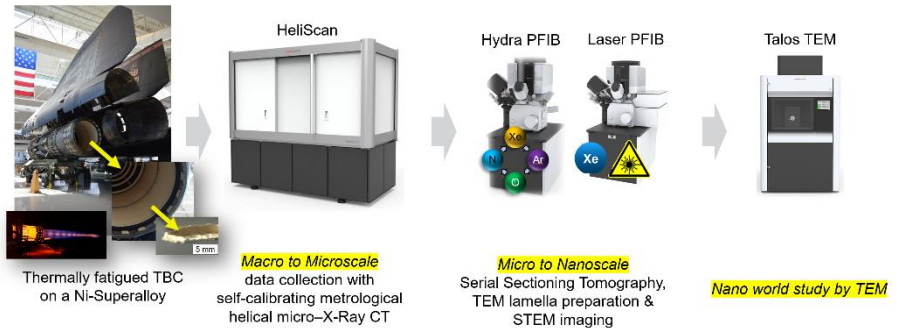 HeliScan
Hydra PFIB
Laser PFIB
Talos TEM
Xe
N
Ar
O
Xe
5 mm
Thermally fatigued TBC
on a Ni-Superalloy
Macro to Microscale
data collection with
self-calibrating metrological
helical micro–X-Ray CT
Micro to Nanoscale
Serial Sectioning Tomography,
TEM lamella preparation &
STEM imaging
Nano world study by TEM